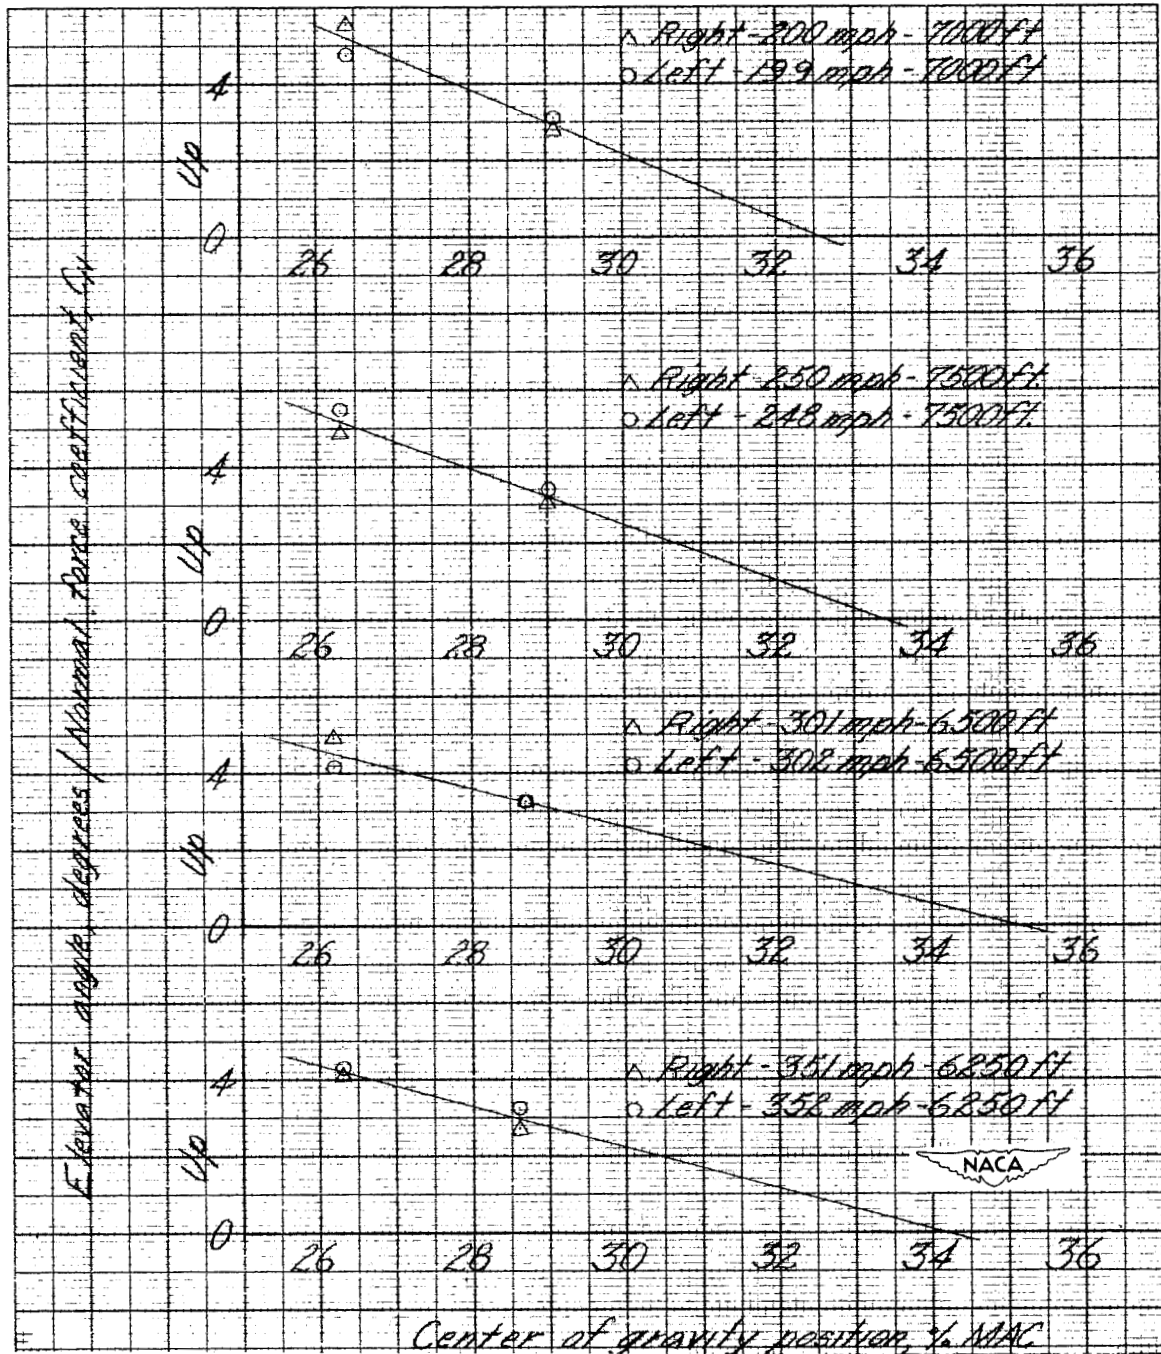 Right - 200 mph - 7000 ft
Left - 199 mph - 7000 ft
4
Up
0
26 28 30 32 34 36
Right - 250 mph - 7500 ft.
Left - 248 mph - 7500 ft.
4
Up
0
26 28 30 32 34 36
Right - 301 mph - 6500 ft
Left - 302 mph - 6500 ft
4
Up
0
26 28 30 32 34 36
Right - 351 mph - 6250 ft
Left - 352 mph - 6250 ft
4
Up
NACA
0
26 28 30 32 34 36
Elevator angle, degrees / Normal force coefficient, CN
Center of gravity position, % MAC